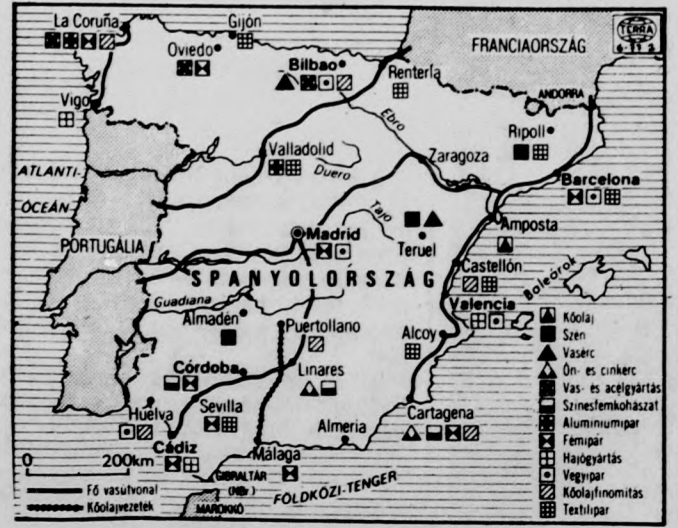 La Coruña
Gijón
TERRA
FRANCIAORSZÁG
Oviedo
Bilbao
Rentería
ANDORRA
Vigo
Ebro
Ripoll
Valladolid
Zaragoza
ATLANTI-
Duero
Barcelona
ÓCEÁN
Tajo
Amposta
PORTUGÁLIA
Madrid
Teruel
SPANYOLORSZÁG
Castellón
Baleárok
Guadiana
Valencia
Almadén
Puertollano
Alcoy
Kőolaj
Szén
Vasérc
Ón- és cinkérc
Vas- és acélgyártás
Színesfémkohászat
Alumíniumipar
Fémipar
Hajógyártás
Vegyipar
Kőolajfinomítás
Textilipar
Córdoba
Linares
Huelva
Sevilla
Cartagena
Cádiz
Málaga
Almeria
0 200km
GIBRALTÁR
(NBr.)
FÖLDKÖZI-TENGER
MAROKKÓ
Fő vasútvonal
Kőolajvezeték